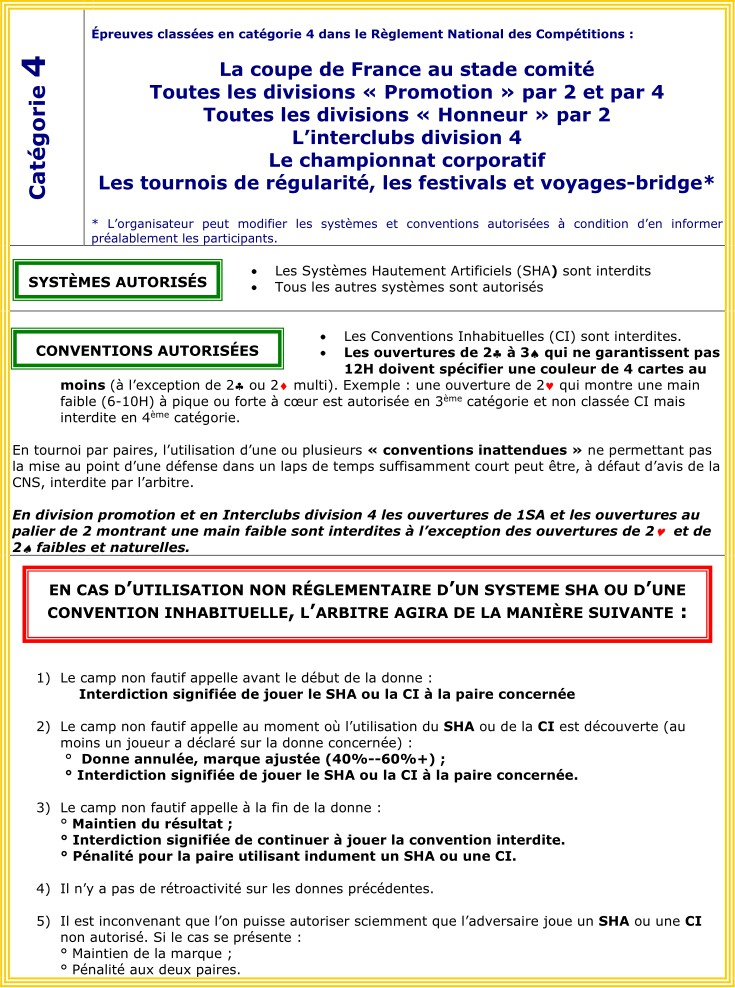 Catégorie 4
Épreuves classées en catégorie 4 dans le Règlement National des Compétitions :
La coupe de France au stade comité
Toutes les divisions « Promotion » par 2 et par 4
Toutes les divisions « Honneur » par 2
L’interclubs division 4
Le championnat corporatif
Les tournois de régularité, les festivals et voyages-bridge*
* L’organisateur peut modifier les systèmes et conventions autorisées à condition d’en informer
préalablement les participants.
SYSTÈMES AUTORISÉS
• Les Systèmes Hautement Artificiels (SHA) sont interdits
• Tous les autres systèmes sont autorisés
CONVENTIONS AUTORISÉES
• Les Conventions Inhabituelles (CI) sont interdites.
• Les ouvertures de 2♣ à 3♠ qui ne garantissent pas
12H doivent spécifier une couleur de 4 cartes au
moins (à l’exception de 2♣ ou 2♦ multi). Exemple : une ouverture de 2♥ qui montre une main
faible (6-10H) à pique ou forte à cœur est autorisée en 3ème catégorie et non classée CI mais
interdite en 4ème catégorie.
En tournoi par paires, l’utilisation d’une ou plusieurs « conventions inattendues » ne permettant pas
la mise au point d’une défense dans un laps de temps suffisamment court peut être, à défaut d’avis de la
CNS, interdite par l’arbitre.
En division promotion et en Interclubs division 4 les ouvertures de 1SA et les ouvertures au
palier de 2 montrant une main faible sont interdites à l’exception des ouvertures de 2♥ et de
2♠ faibles et naturelles.
EN CAS D’UTILISATION NON RÉGLEMENTAIRE D’UN SYSTEME SHA OU D’UNE
CONVENTION INHABITUELLE, L’ARBITRE AGIRA DE LA MANIÈRE SUIVANTE :
1) Le camp non fautif appelle avant le début de la donne :
Interdiction signifiée de jouer le SHA ou la CI à la paire concernée
2) Le camp non fautif appelle au moment où l’utilisation du SHA ou de la CI est découverte (au
moins un joueur a déclaré sur la donne concernée) :
° Donne annulée, marque ajustée (40%--60%+) ;
° Interdiction signifiée de jouer le SHA ou la CI à la paire concernée.
3) Le camp non fautif appelle à la fin de la donne :
° Maintien du résultat ;
° Interdiction signifiée de continuer à jouer la convention interdite.
° Pénalité pour la paire utilisant indument un SHA ou une CI.
4) Il n’y a pas de rétroactivité sur les donnes précédentes.
5) Il est inconvenant que l’on puisse autoriser sciemment que l’adversaire joue un SHA ou une CI
non autorisé. Si le cas se présente :
° Maintien de la marque ;
° Pénalité aux deux paires.